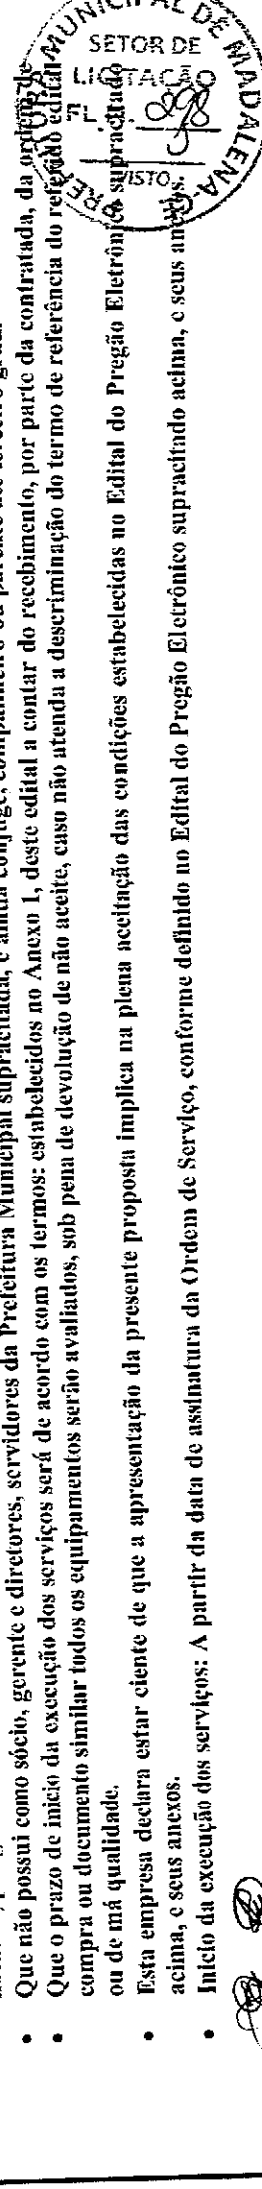 • Que não possui como sócio, gerente e diretores, servidores da Prefeitura Municipal supracitada, e ainda cônjuge, companheiro ou parente até terceiro grau.
• Que o prazo de inicio da execução dos serviços será de acordo com os termos: estabelecidos no Anexo 1, deste edital a contar do recebimento, por parte da contratada, da ordem de
compra ou documento similar todos os equipamentos serão avaliados, sob pena de devolução de não aceite, caso não atenda a descriminação do termo de referência do referido edital
ou de má qualidade.
• Esta empresa declara estar ciente de que a apresentação da presente proposta implica na plena aceitação das condições estabelecidas no Edital do Pregão Eletrônico supracitado
acima, e seus anexos.
• Inicio da execução dos serviços: A partir da data de assinatura da Ordem de Serviço, conforme definido no Edital do Pregão Eletrônico supracitado acima, e seus anexos.
PREFEITURA MUNICIPAL DE MADALENA
SETOR DE
LICITAÇÃO
FL. 298
VISTO